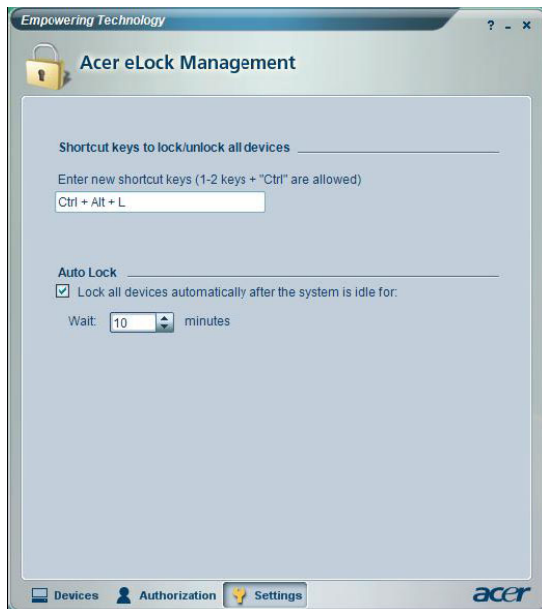 Empowering Technology
? - ×
Acer eLock Management
Shortcut keys to lock/unlock all devices
Enter new shortcut keys (1-2 keys + "Ctrl" are allowed)
Ctrl + Alt + L
Auto Lock
Lock all devices automatically after the system is idle for:
Wait: 10 minutes
Devices Authorization Settings acer